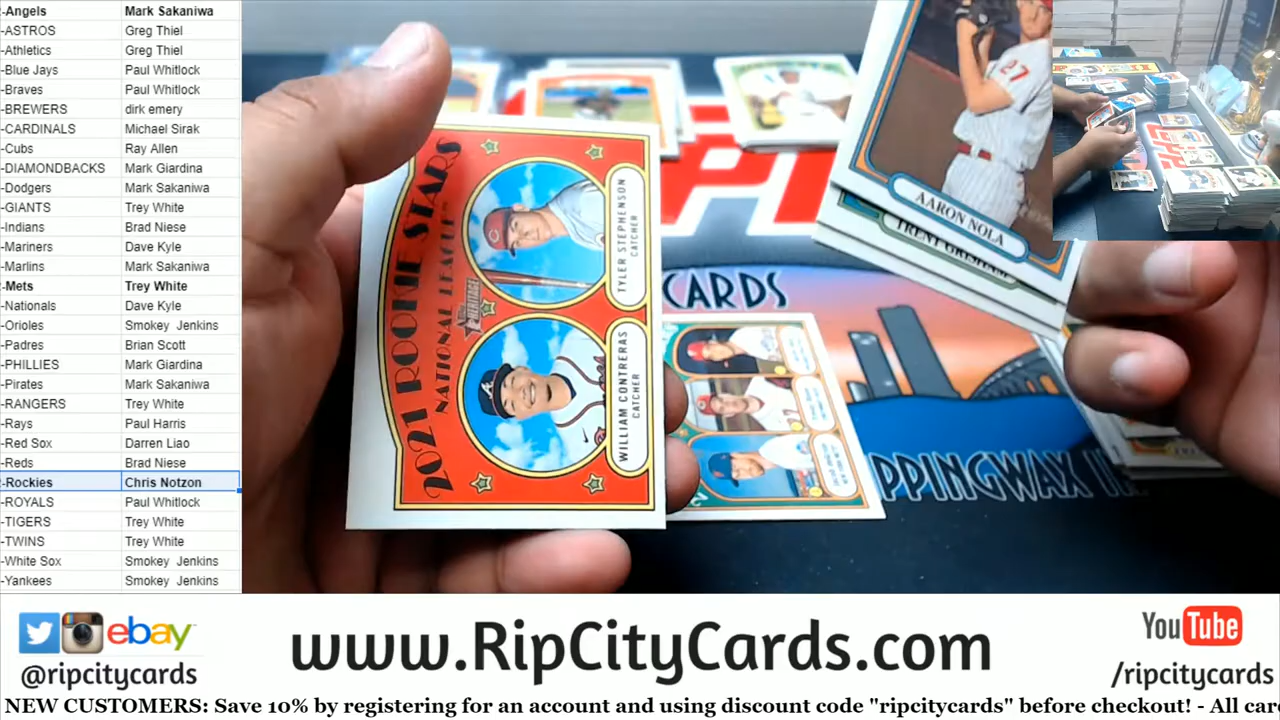 -Angels Mark Sakaniwa
-ASTROS Greg Thiel
-Athletics Greg Thiel
-Blue Jays Paul Whitlock
-Braves Paul Whitlock
-BREWERS dirk emery
-CARDINALS Michael Sirak
-Cubs Ray Allen
-DIAMONDBACKS Mark Giardina
-Dodgers Mark Sakaniwa
-GIANTS Trey White
-Indians Brad Niese
-Mariners Dave Kyle
-Marlins Mark Sakaniwa
-Mets Trey White
-Nationals Dave Kyle
-Orioles Smokey Jenkins
-Padres Brian Scott
-PHILLIES Mark Giardina
-Pirates Mark Sakaniwa
-RANGERS Trey White
-Rays Paul Harris
-Red Sox Darren Liao
-Reds Brad Niese
-Rockies Chris Notzon
-ROYALS Paul Whitlock
-TIGERS Trey White
-TWINS Trey White
-White Sox Smokey Jenkins
-Yankees Smokey Jenkins
2021 ROOKIE STARS
NATIONAL LEAGUE
HERITAGE
TYLER STEPHENSON
CATCHER
WILLIAM CONTRERAS
CATCHER
27
AARON NOLA
TRENT GRISHAM
CARDS
PPINGWAX
ebay
@ripcitycards
www.RipCityCards.com
YouTube
/ripcitycards
NEW CUSTOMERS: Save 10% by registering for an account and using discount code "ripcitycards" before checkout! - All car